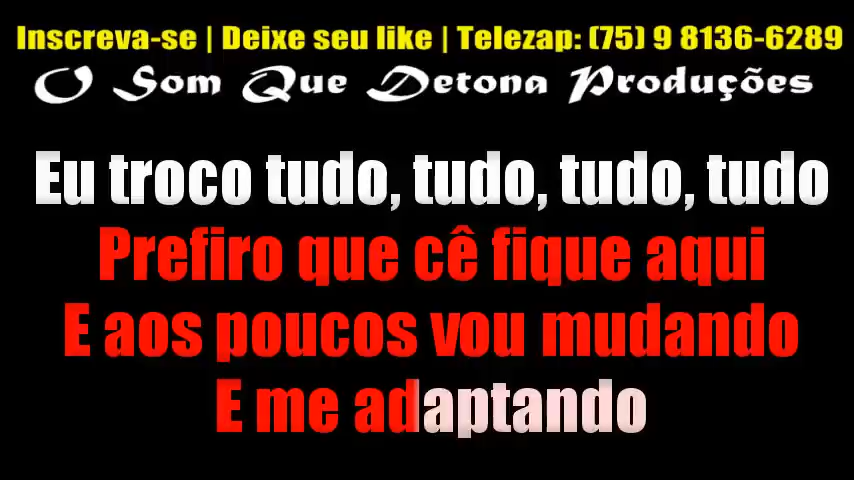 Inscreva-se | Deixe seu like | Telezap: (75) 9 8136-6289
O Som Que Detona Produções
Eu troco tudo, tudo, tudo, tudo
Prefiro que cê fique aqui
E aos poucos vou mudando
E me adaptando